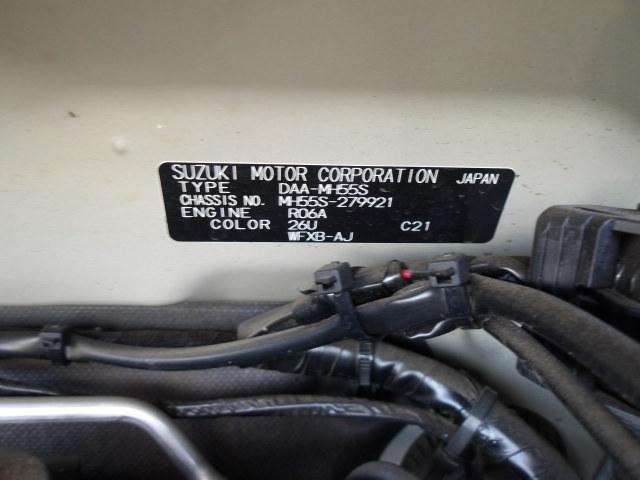 SUZUKI MOTOR CORPORATION JAPAN
TYPE DAA-MH55S
CHASSIS NO. MH55S-279921
ENGINE R06A
COLOR 26U C21
WFXB-AJ